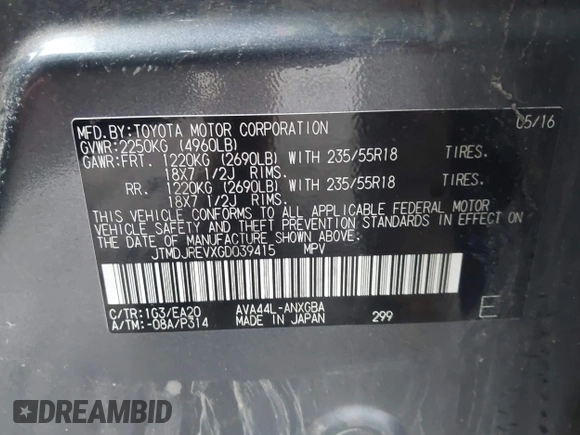 MFD.BY:TOYOTA MOTOR CORPORATION 05/16
GVWR:2250KG (4960LB)
GAWR:FRT. 1220KG (2690LB) WITH 235/55R18 TIRES.
18X7 1/2J RIMS.
RR. 1220KG (2690LB) WITH 235/55R18 TIRES.
18X7 1/2J RIMS.
THIS VEHICLE CONFORMS TO ALL APPLICABLE FEDERAL MOTOR
VEHICLE SAFETY AND THEFT PREVENTION STANDARDS IN EFFECT ON
THE DATE OF MANUFACTURE SHOWN ABOVE.
JTMDJREVXGD039415 MPV
C/TR:1G3/EA20 AVA44L-ANXGBA
A/TM:-08A/P314 MADE IN JAPAN 299 E
DREAMBID